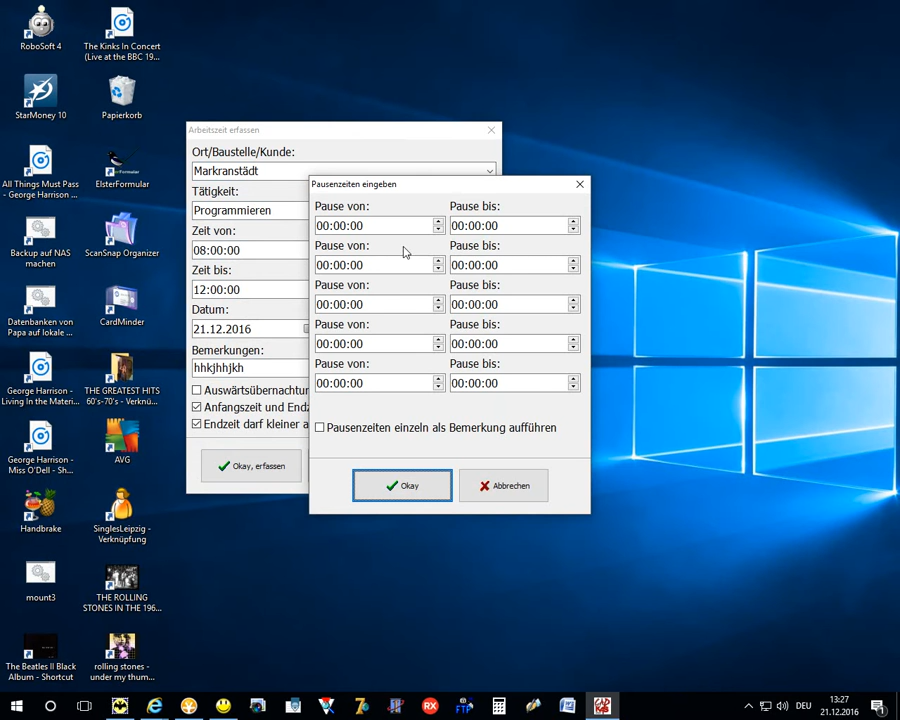 RoboSoft 4
The Kinks In Concert
(Live at the BBC 19...
StarMoney 10
Papierkorb
All Things Must Pass
- George Harrison ...
ElsterFormular
Backup auf NAS
machen
ScanSnap Organizer
Datenbanken von
Papa auf lokale ...
CardMinder
George Harrison -
Living In the Materi...
THE GREATEST HITS
60's-70's - Verknü...
George Harrison -
Miss O'Dell - Sh...
AVG
Handbrake
SinglesLeipzig -
Verknüpfung
mount3
THE ROLLING
STONES IN THE 196...
The Beatles II Black
Album - Shortcut
rolling stones -
under my thum...
Arbeitszeit erfassen
Ort/Baustelle/Kunde:
Markranstädt
Tätigkeit:
Programmieren
Zeit von:
08:00:00
Zeit bis:
12:00:00
Datum:
21.12.2016
Bemerkungen:
hhkjhhjkh
Auswärtsübernachtun
Anfangszeit und Endz
Endzeit darf kleiner a
Okay, erfassen
Pausenzeiten eingeben
Pause von: Pause bis:
00:00:00 00:00:00
Pause von: Pause bis:
00:00:00 00:00:00
Pause von: Pause bis:
00:00:00 00:00:00
Pause von: Pause bis:
00:00:00 00:00:00
Pause von: Pause bis:
00:00:00 00:00:00
Pausenzeiten einzeln als Bemerkung aufführen
Okay
Abbrechen
RX
FTP
DEU
13:27
21.12.2016